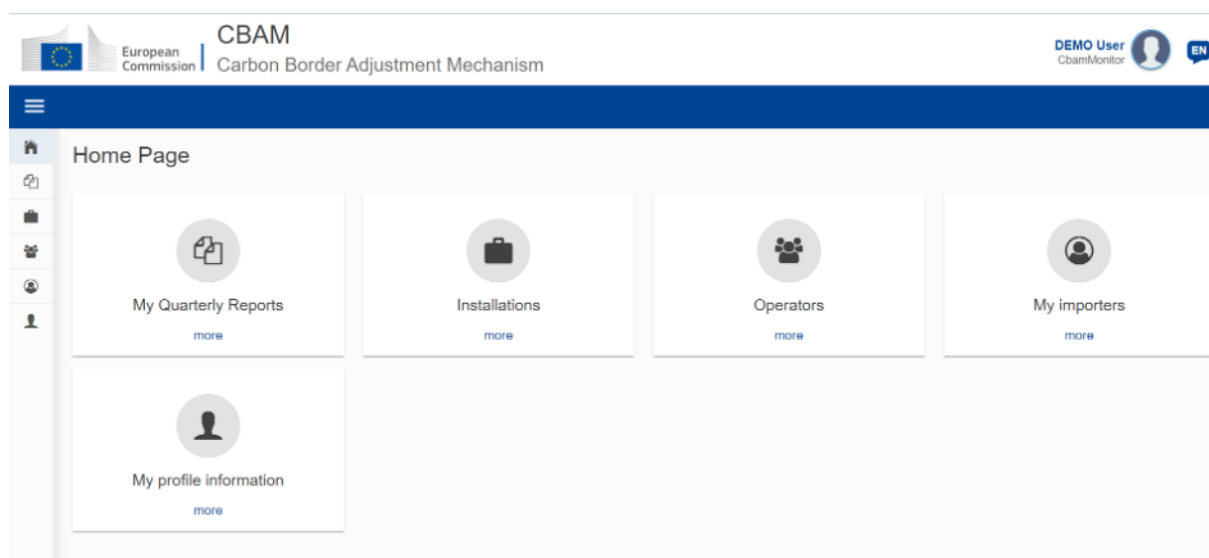 European
Commission
CBAM
Carbon Border Adjustment Mechanism
DEMO User
CbamMonitor
EN
Home Page
My Quarterly Reports
more
Installations
more
Operators
more
My importers
more
My profile information
more